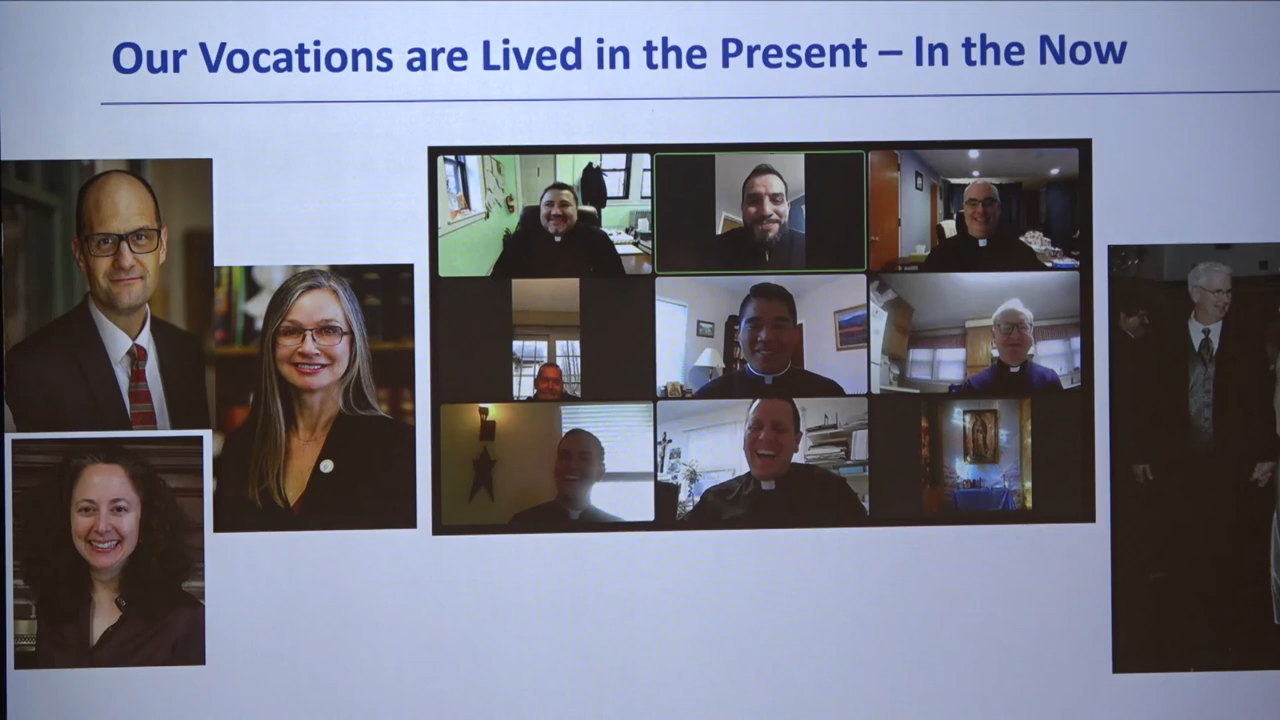 Our Vocations are Lived in the Present – In the Now